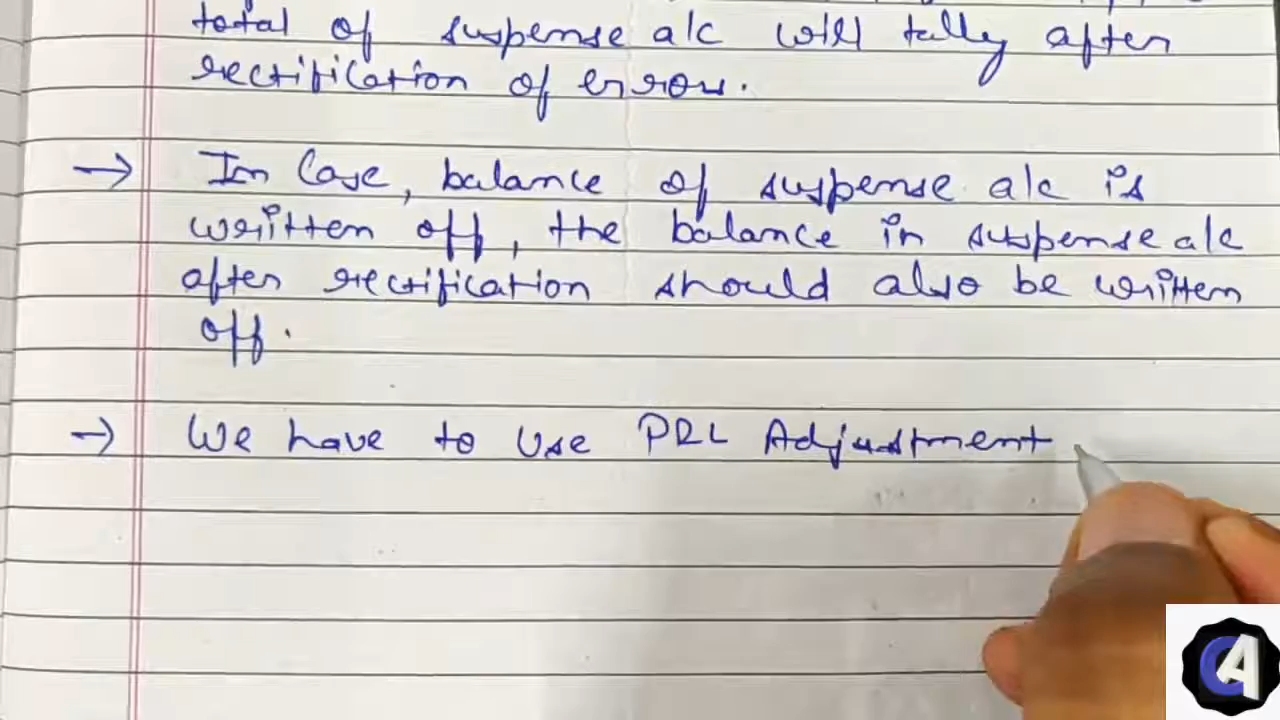 total of suspense a/c will tally after
rectification of error.
→ In Case, balance of suspense a/c is
written off, the balance in suspense a/c
after rectification should also be written
off.
→ We have to use P&L Adjustment
CA